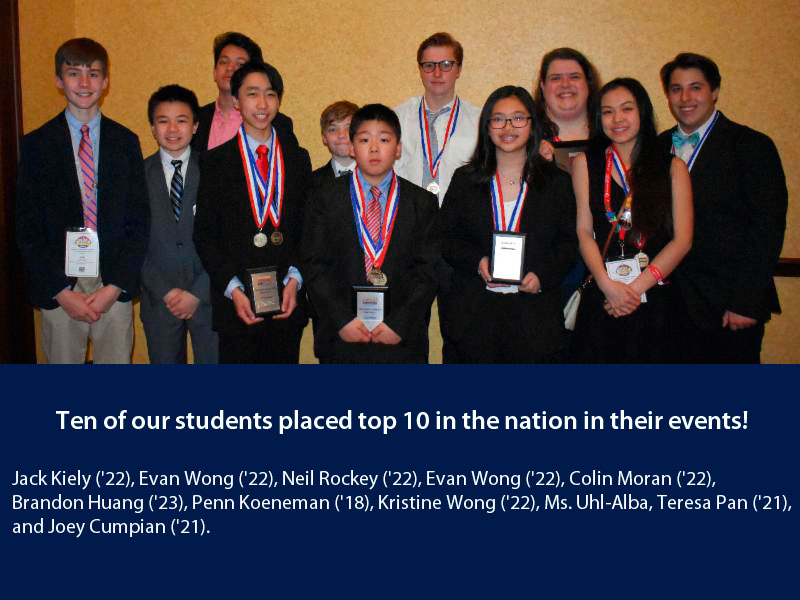 Ten of our students placed top 10 in the nation in their events!
Jack Kiely ('22), Evan Wong ('22), Neil Rockey ('22), Evan Wong ('22), Colin Moran ('22),
Brandon Huang ('23), Penn Koeneman ('18), Kristine Wong ('22), Ms. Uhl-Alba, Teresa Pan ('21),
and Joey Cumpian ('21).